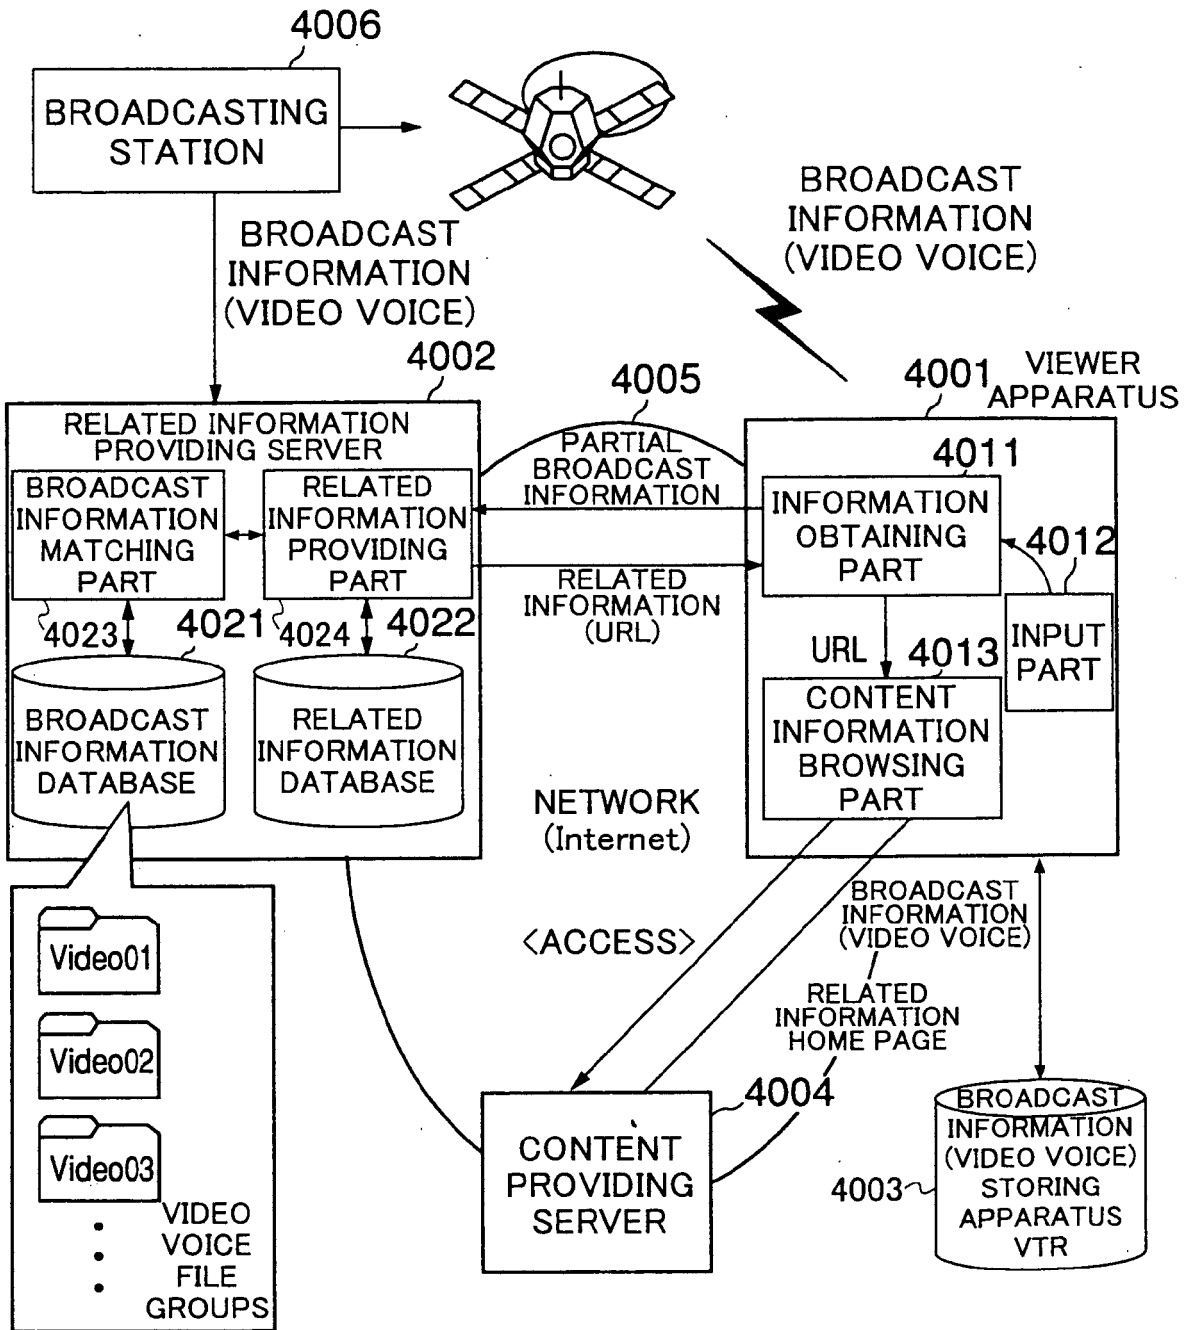 4006
BROADCASTING
STATION
BROADCAST
INFORMATION
(VIDEO VOICE)
BROADCAST
INFORMATION
(VIDEO VOICE)
4002
RELATED INFORMATION
PROVIDING SERVER
BROADCAST
INFORMATION
MATCHING
PART
4023
RELATED
INFORMATION
PROVIDING
PART
4024
4021
BROADCAST
INFORMATION
DATABASE
4022
RELATED
INFORMATION
DATABASE
4005
PARTIAL
BROADCAST
INFORMATION
RELATED
INFORMATION
(URL)
4001
VIEWER
APPARATUS
4011
INFORMATION
OBTAINING
PART
4012
INPUT
PART
URL
4013
CONTENT
INFORMATION
BROWSING
PART
NETWORK
(Internet)
Video01
Video02
Video03
VIDEO
VOICE
FILE
GROUPS
<ACCESS>
BROADCAST
INFORMATION
(VIDEO VOICE)
RELATED
INFORMATION
HOME PAGE
4004
CONTENT
PROVIDING
SERVER
4003
BROADCAST
INFORMATION
(VIDEO VOICE)
STORING
APPARATUS
VTR